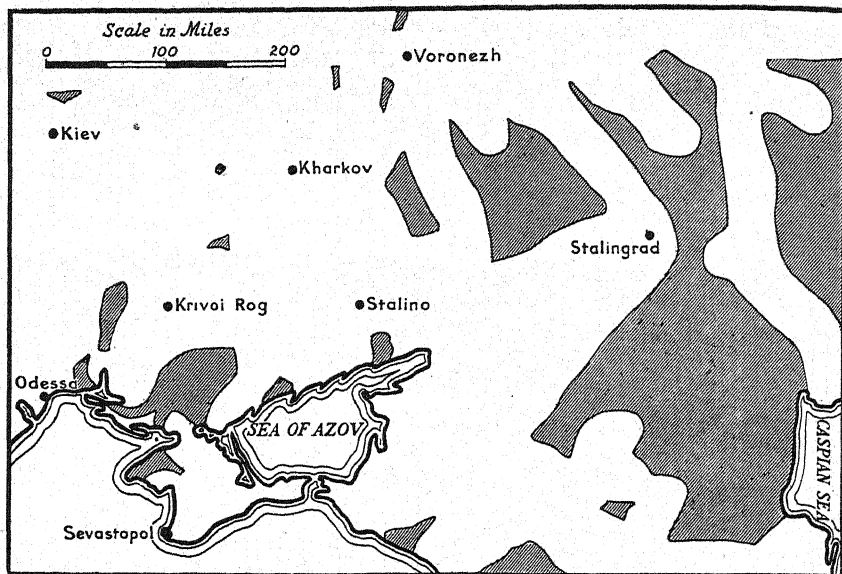 Scale in Miles
0 100 200
Voronezh
Kiev
Kharkov
Stalingrad
Krivoi Rog
Stalino
Odessa
SEA OF AZOV
CASPIAN SEA
Sevastopol